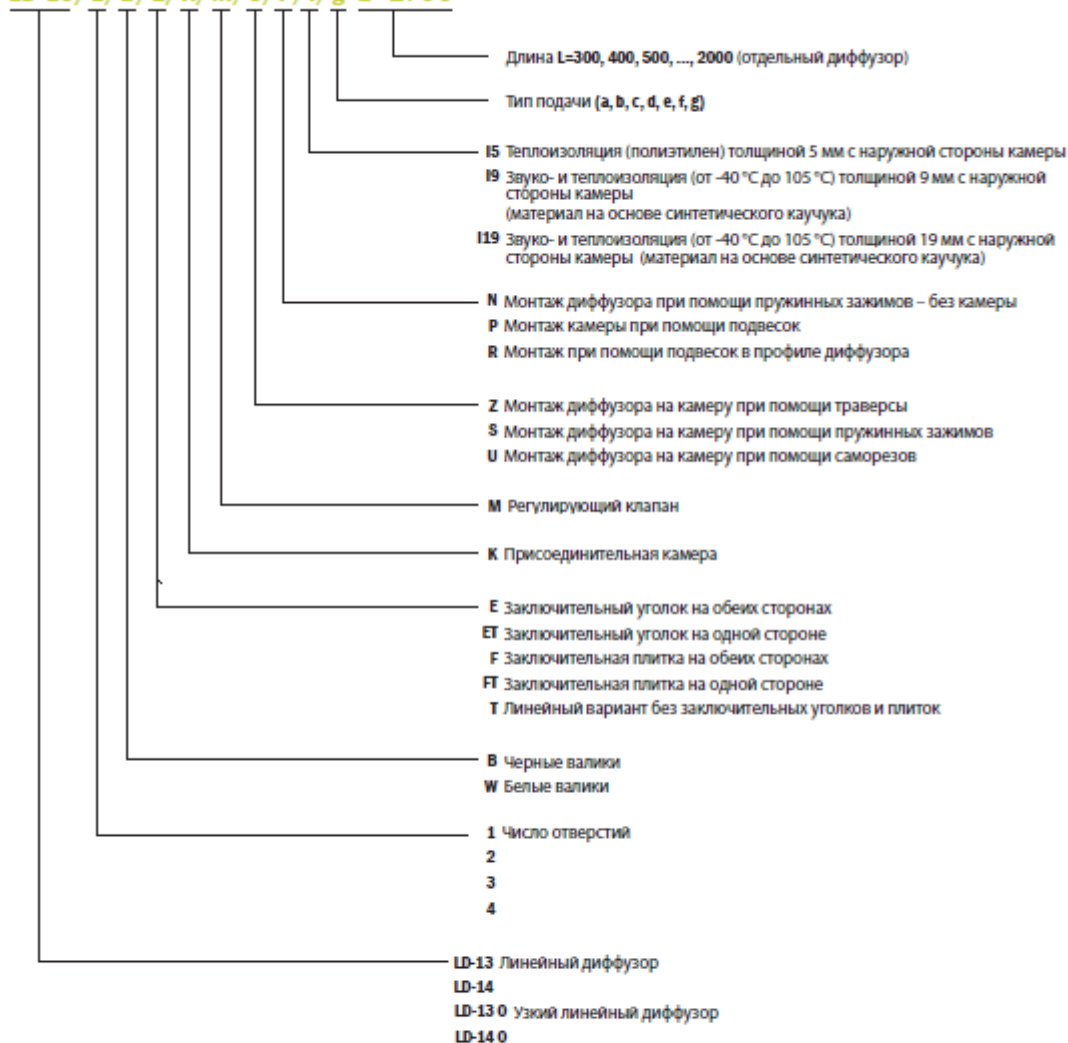 Длина L=300, 400, 500, ..., 2000 (отдельный диффузор)
Тип подачи (a, b, c, d, e, f, g)
I5 Теплоизоляция (полиэтилен) толщиной 5 мм с наружной стороны камеры
I9 Звуко- и теплоизоляция (от -40 °C до 105 °C) толщиной 9 мм с наружной
стороны камеры
(материал на основе синтетического каучука)
I19 Звуко- и теплоизоляция (от -40 °C до 105 °C) толщиной 19 мм с наружной
стороны камеры (материал на основе синтетического каучука)
N Монтаж диффузора при помощи пружинных зажимов – без камеры
P Монтаж камеры при помощи подвесок
R Монтаж при помощи подвесок в профиле диффузора
Z Монтаж диффузора на камеру при помощи траверсы
S Монтаж диффузора на камеру при помощи пружинных зажимов
U Монтаж диффузора на камеру при помощи саморезов
M Регулирующий клапан
K Присоединительная камера
E Заключительный уголок на обеих сторонах
ET Заключительный уголок на одной стороне
F Заключительная плитка на обеих сторонах
FT Заключительная плитка на одной стороне
T Линейный вариант без заключительных уголков и плиток
B Черные валики
W Белые валики
1 Число отверстий
2
3
4
LD-13 Линейный диффузор
LD-14
LD-13 0 Узкий линейный диффузор
LD-14 0